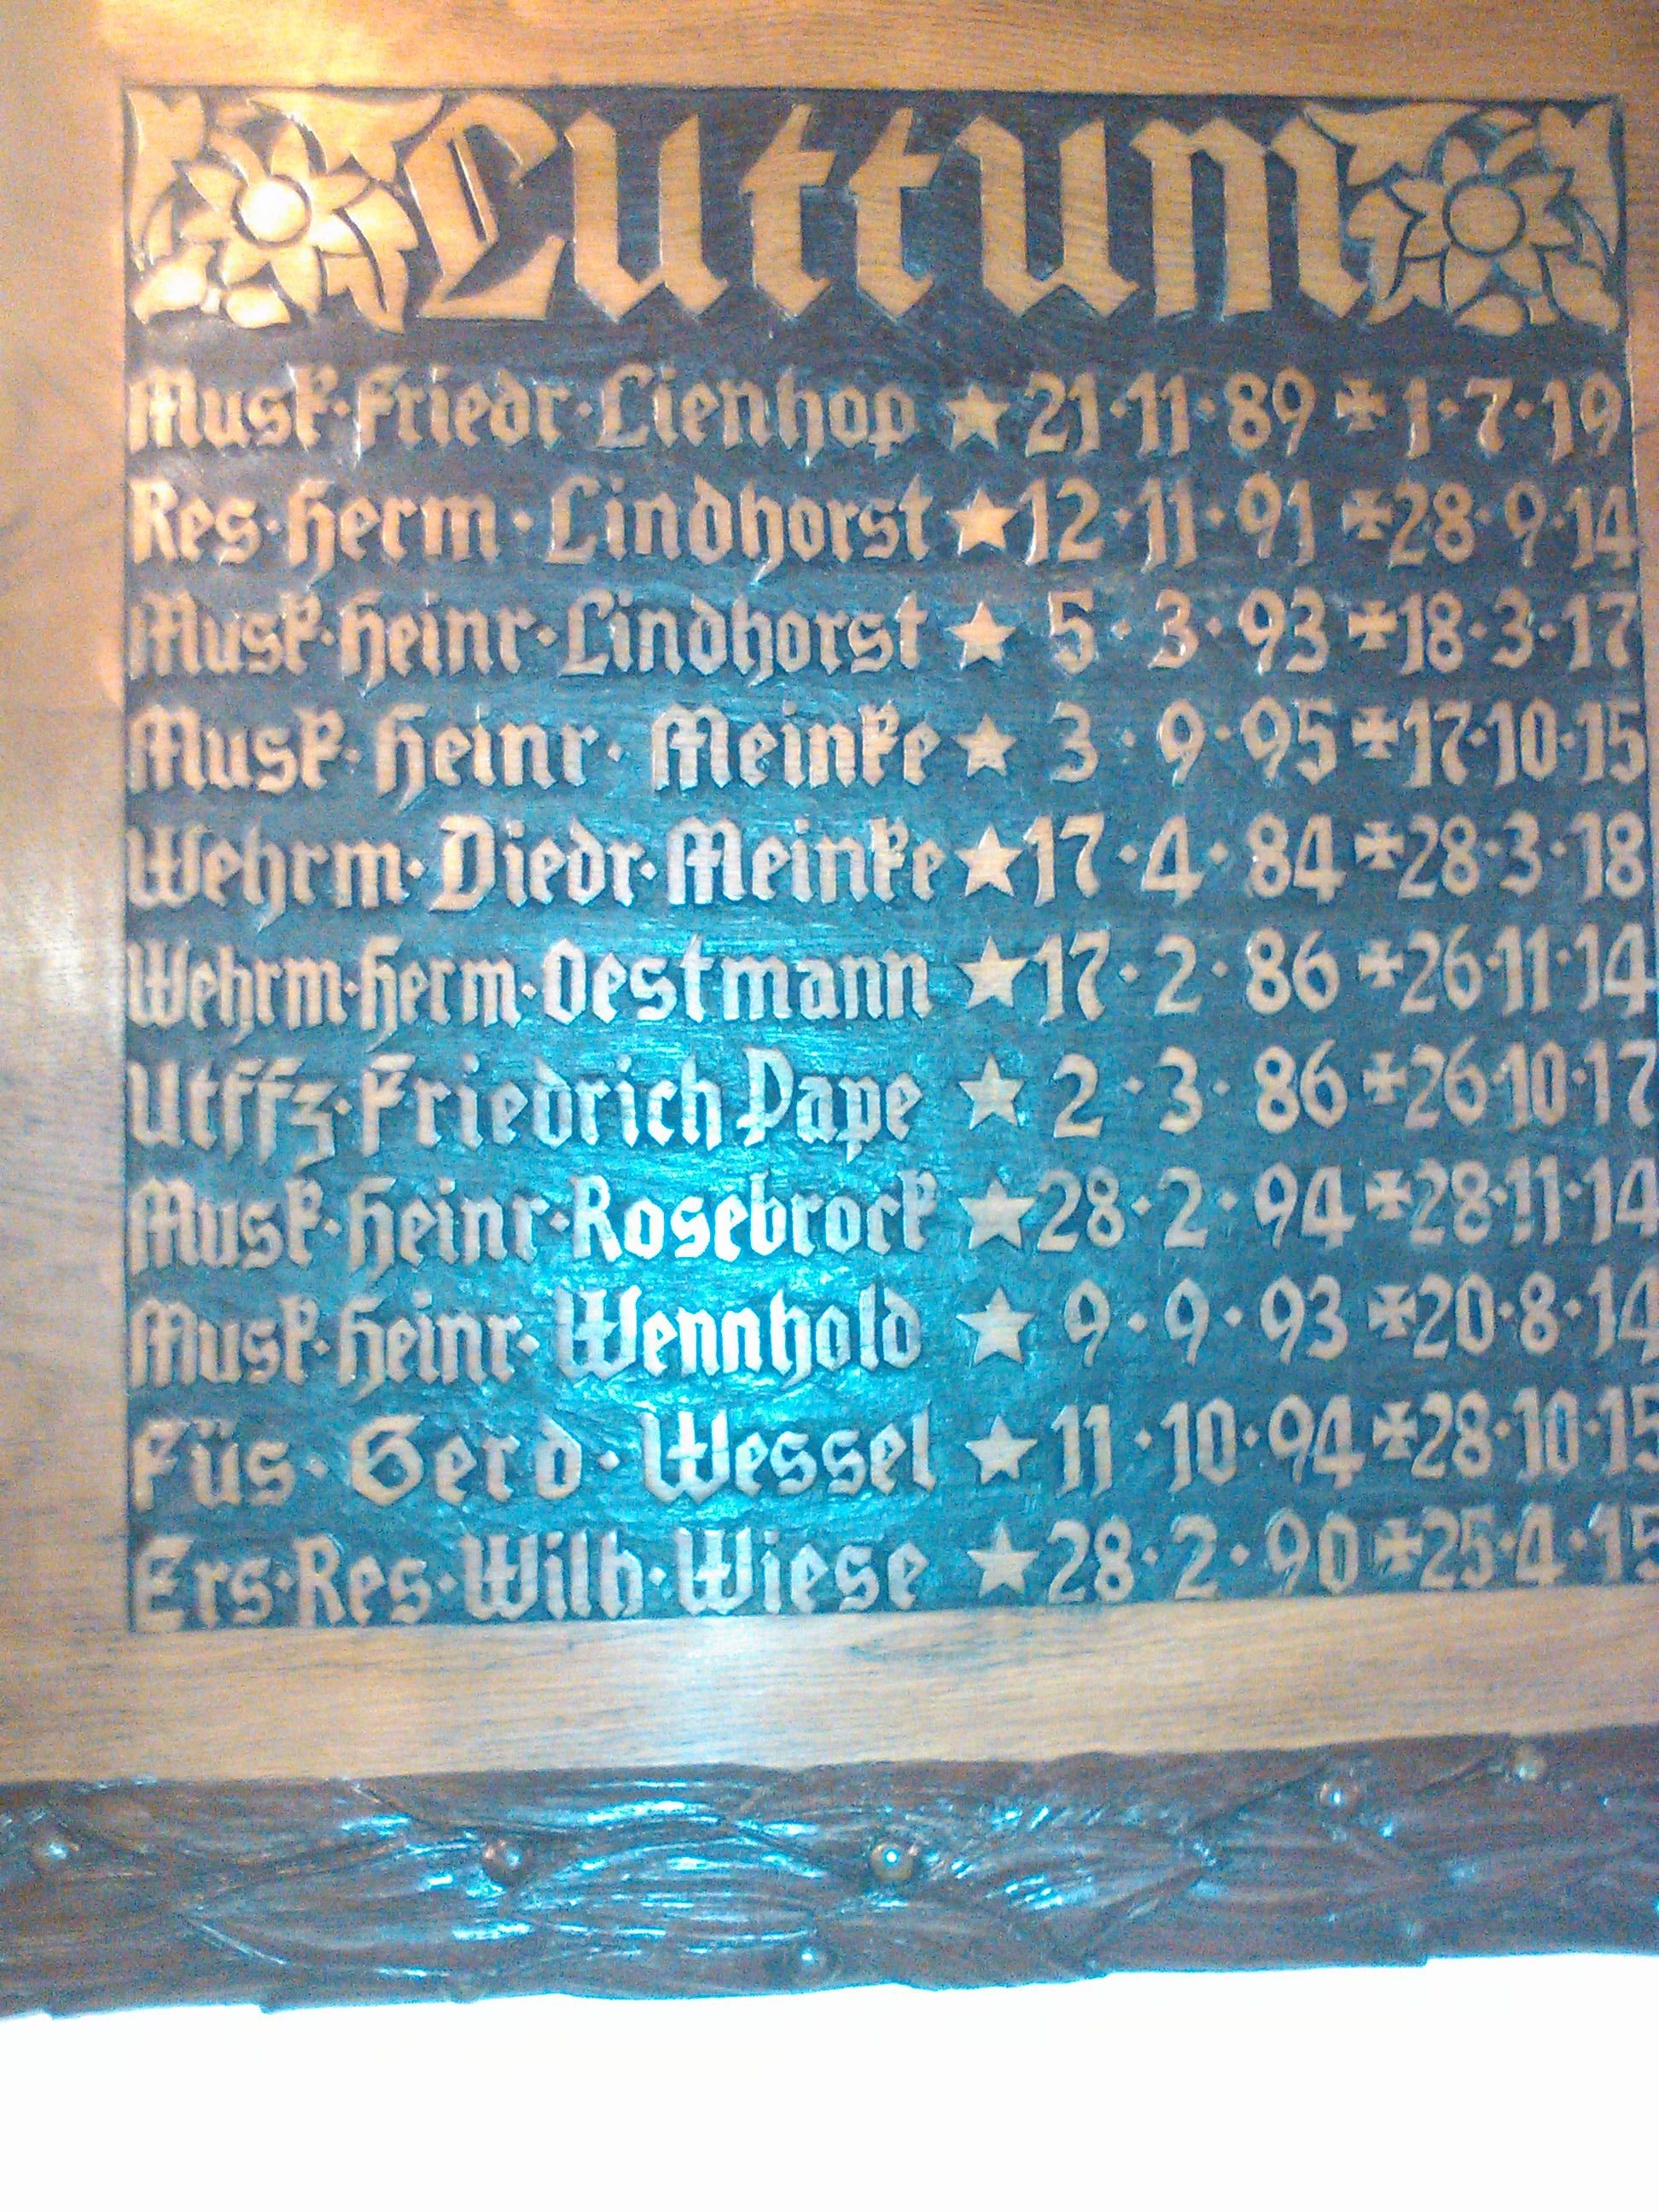 Luttum
Musk·Friedr·Lienhop ★ 21·11·89 ✠ 1·7·19
Res·Herm·Lindhorst ★ 12·11·91 ✠ 28·9·14
Musk·Heinr·Lindhorst ★ 5·3·93 ✠ 18·3·17
Musk·Heinr·Meinke ★ 3·9·95 ✠ 17·10·15
Wehrm·Diedr·Meinke ★ 17·4·84 ✠ 28·3·18
Wehrm·Herm·Oestmann ★ 17·2·86 ✠ 26·11·14
Utffz·Friedrich Pape ★ 2·3·86 ✠ 26·10·17
Musk·Heinr·Rosebrock ★ 28·2·94 ✠ 28·11·14
Musk·Heinr·Wennhold ★ 9·9·93 ✠ 20·8·14
Füs·Gerd·Wessel ★ 11·10·94 ✠ 28·10·15
Ers·Res·Wilh·Wiese ★ 28·2·90 ✠ 25·4·15